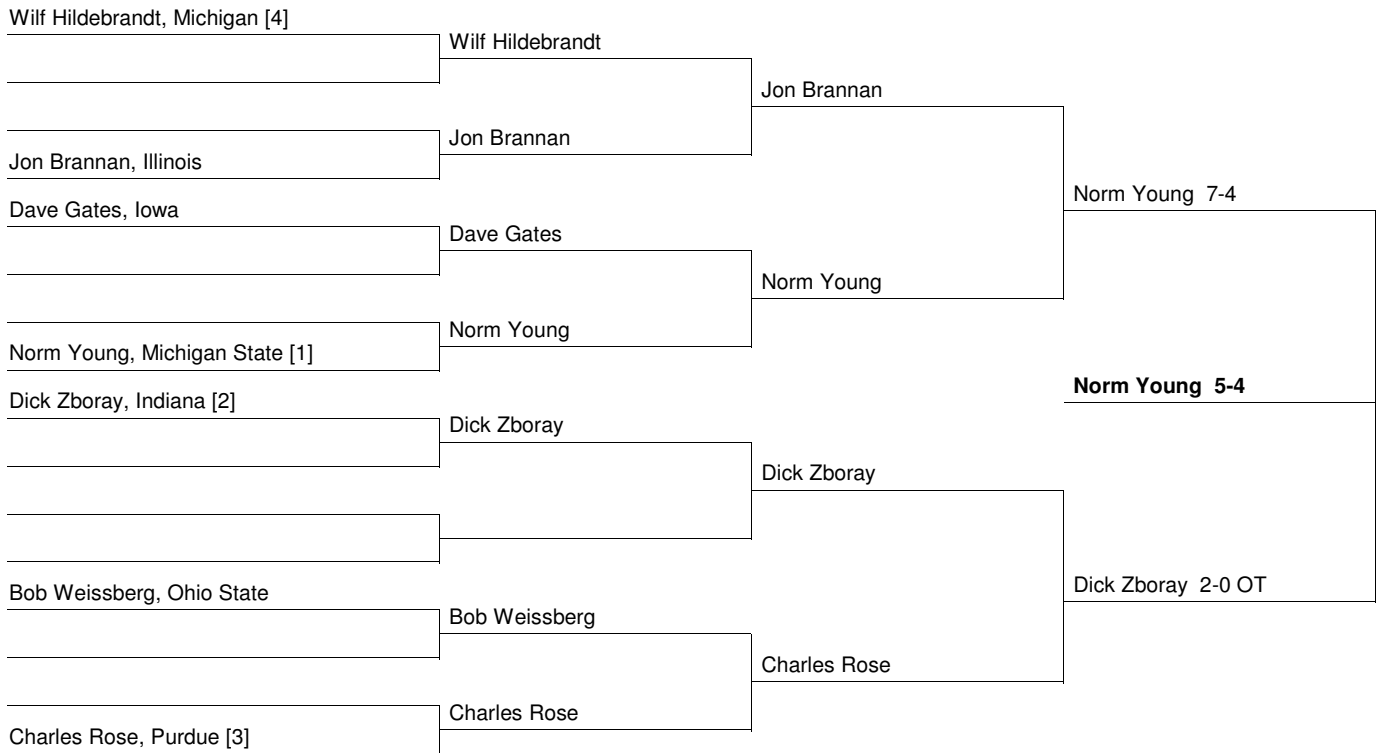 Wilf Hildebrandt, Michigan [4]
Wilf Hildebrandt
Jon Brannan
Jon Brannan
Jon Brannan, Illinois
Norm Young 7-4
Dave Gates, Iowa
Dave Gates
Norm Young
Norm Young
Norm Young, Michigan State [1]
Norm Young 5-4
Dick Zboray, Indiana [2]
Dick Zboray
Dick Zboray
Dick Zboray 2-0 OT
Bob Weissberg, Ohio State
Bob Weissberg
Charles Rose
Charles Rose
Charles Rose, Purdue [3]